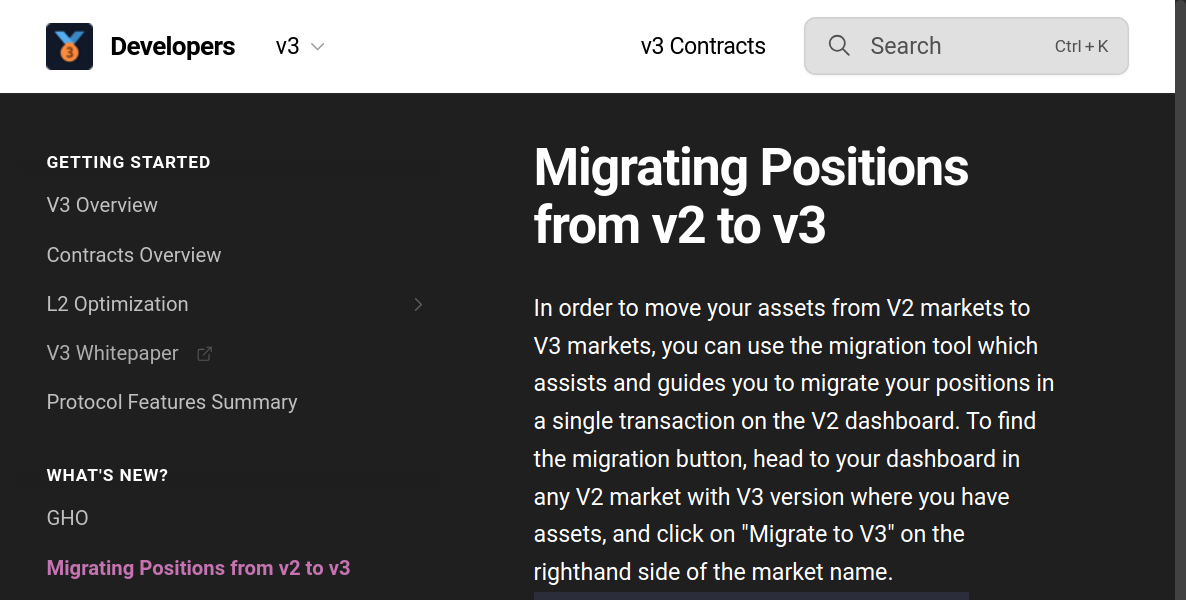 Developers
v3
v3 Contracts
Search
Ctrl + K
GETTING STARTED
V3 Overview
Contracts Overview
L2 Optimization
V3 Whitepaper
Protocol Features Summary
WHAT'S NEW?
GHO
Migrating Positions from v2 to v3
Migrating Positions
from v2 to v3
In order to move your assets from V2 markets to
V3 markets, you can use the migration tool which
assists and guides you to migrate your positions in
a single transaction on the V2 dashboard. To find
the migration button, head to your dashboard in
any V2 market with V3 version where you have
assets, and click on "Migrate to V3" on the
righthand side of the market name.